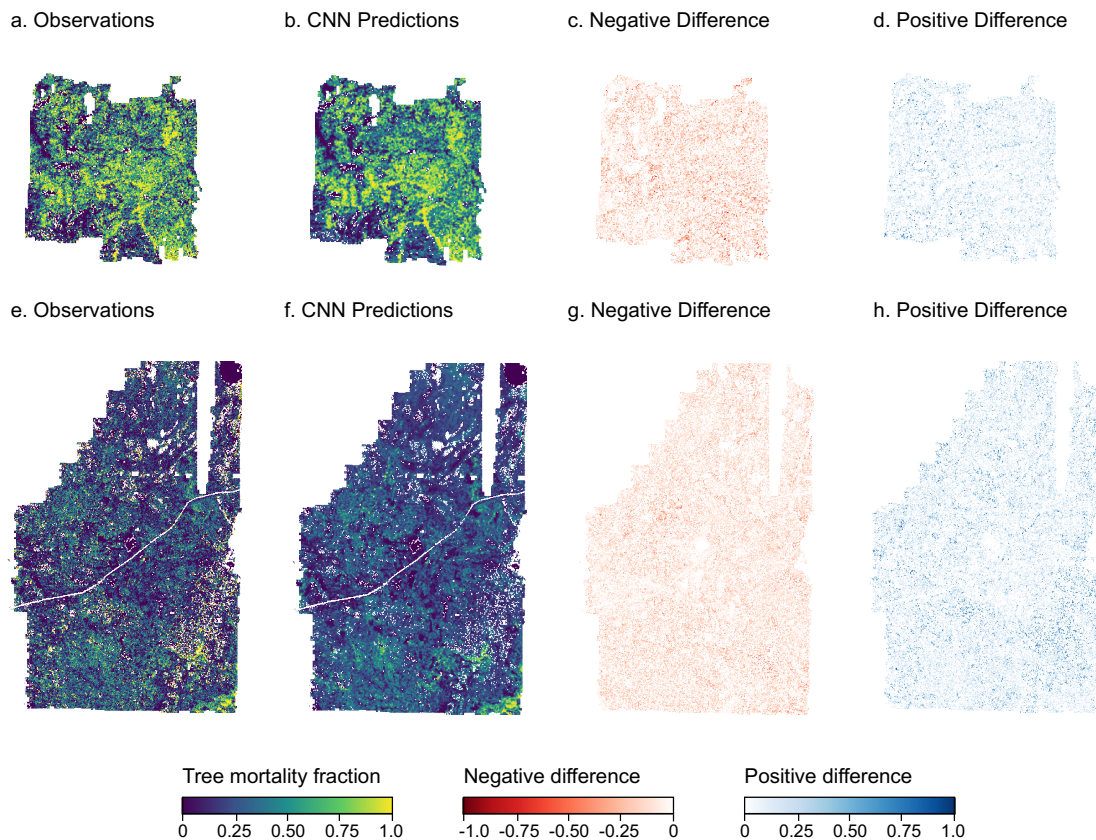 a. Observations
b. CNN Predictions
c. Negative Difference
d. Positive Difference
e. Observations
f. CNN Predictions
g. Negative Difference
h. Positive Difference
Tree mortality fraction
0 0.25 0.50 0.75 1.0
Negative difference
-1.0 -0.75 -0.50 -0.25 0
Positive difference
0 0.25 0.50 0.75 1.0